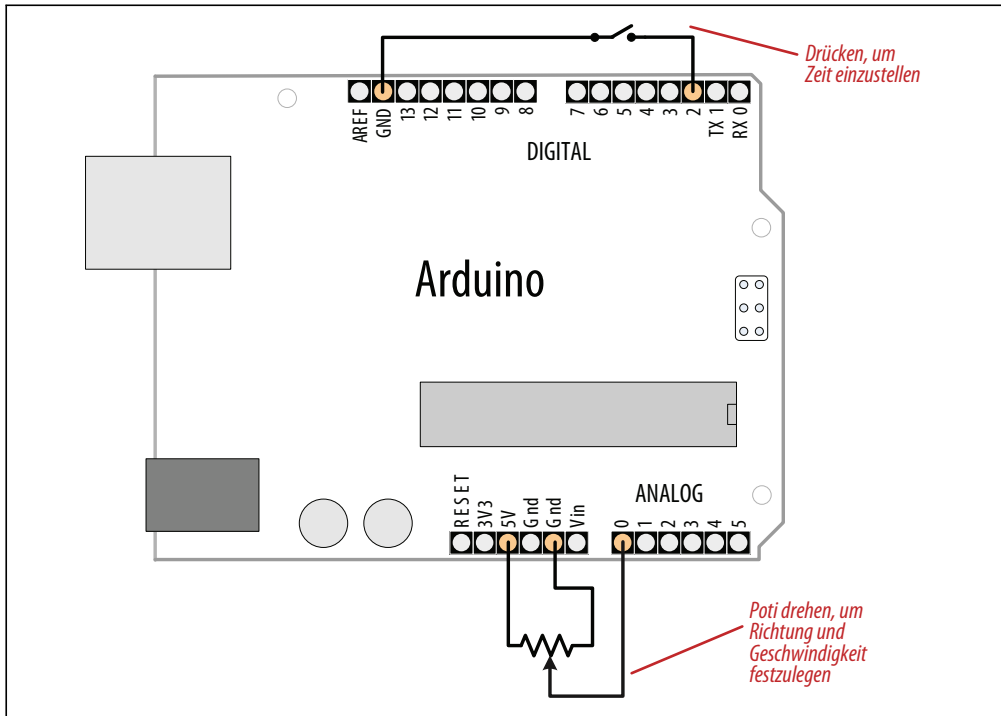 Drücken, um
Zeit einzustellen
AREF
GND
13
12
11
10
9
8
7
6
5
4
3
2
TX 1
RX 0
DIGITAL
Arduino
RESET
3V3
5V
Gnd
Gnd
Vin
ANALOG
0
1
2
3
4
5
Poti drehen, um
Richtung und
Geschwindigkeit
festzulegen